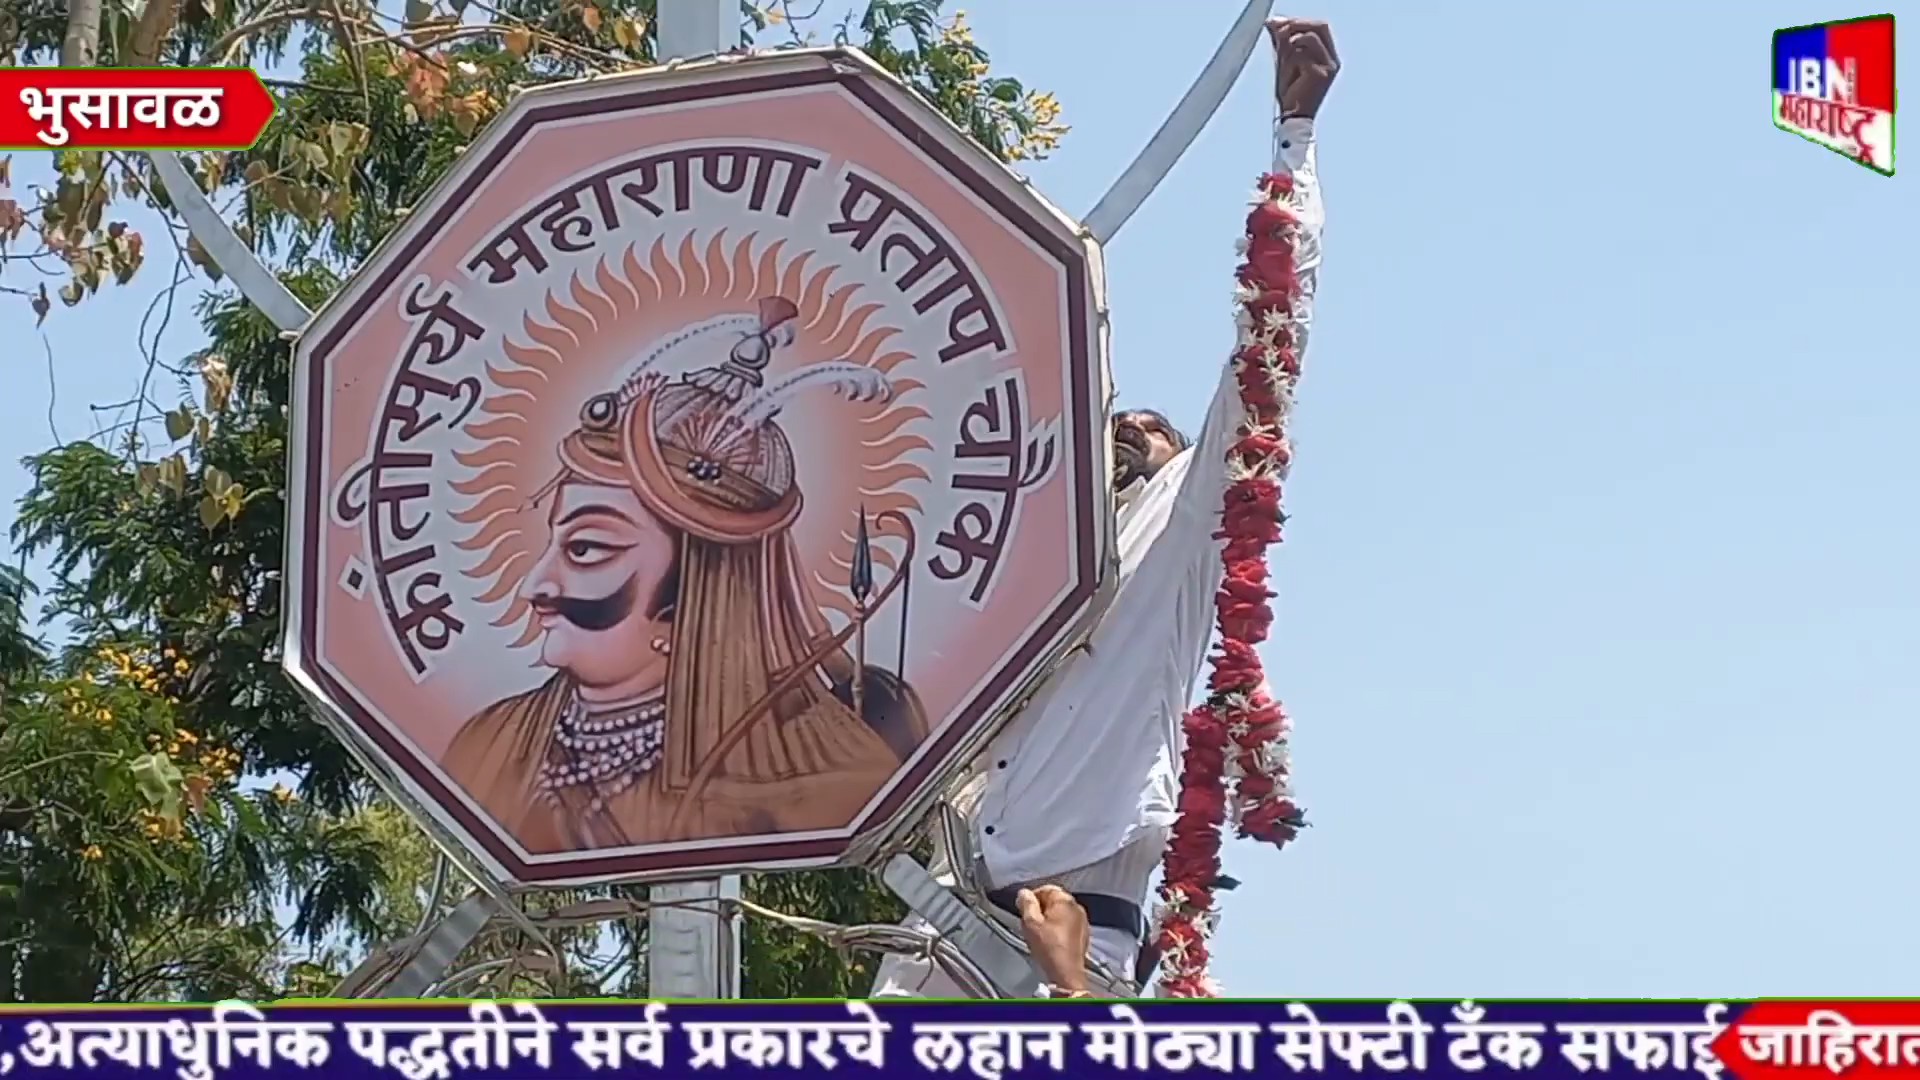 भुसावळ
IBN
महाराष्ट्र
क्रांतीसुर्य महाराणा प्रताप चौक
,अत्याधुनिक पद्धतीने सर्व प्रकारचे लहान मोठ्या सेफ्टी टँक सफाई
जाहिरात